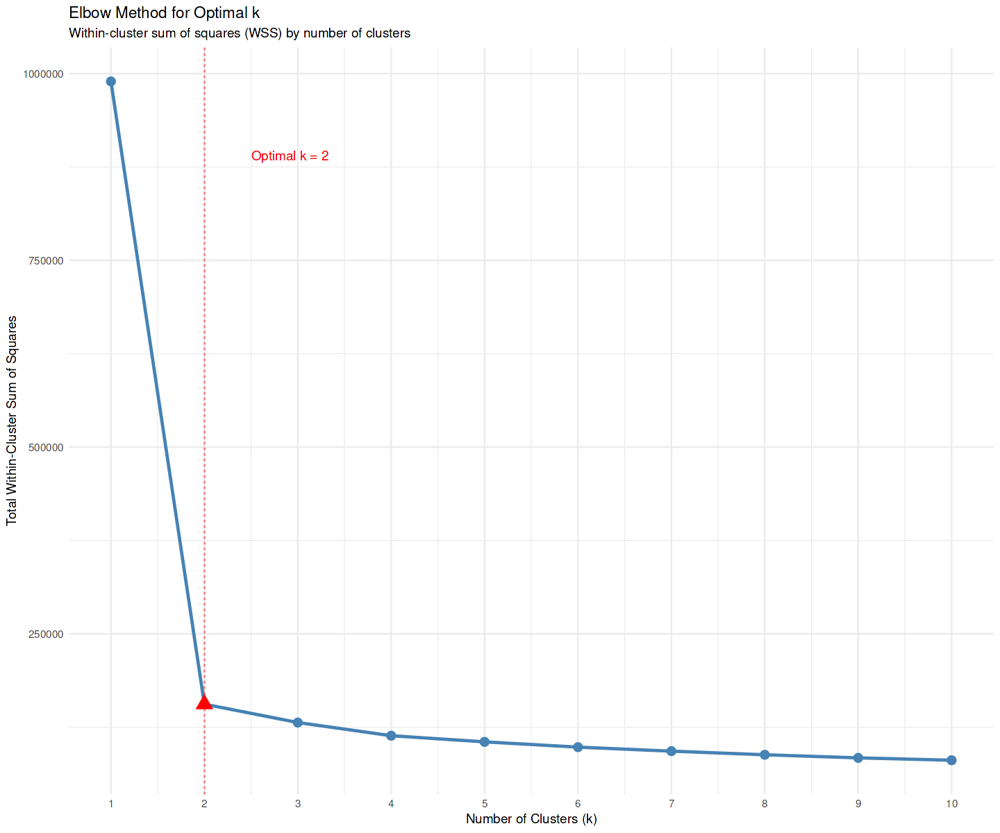 Elbow Method for Optimal k
Within-cluster sum of squares (WSS) by number of clusters
1000000
Optimal k = 2
750000
500000
250000
Total Within-Cluster Sum of Squares
1 2 3 4 5 6 7 8 9 10
Number of Clusters (k)